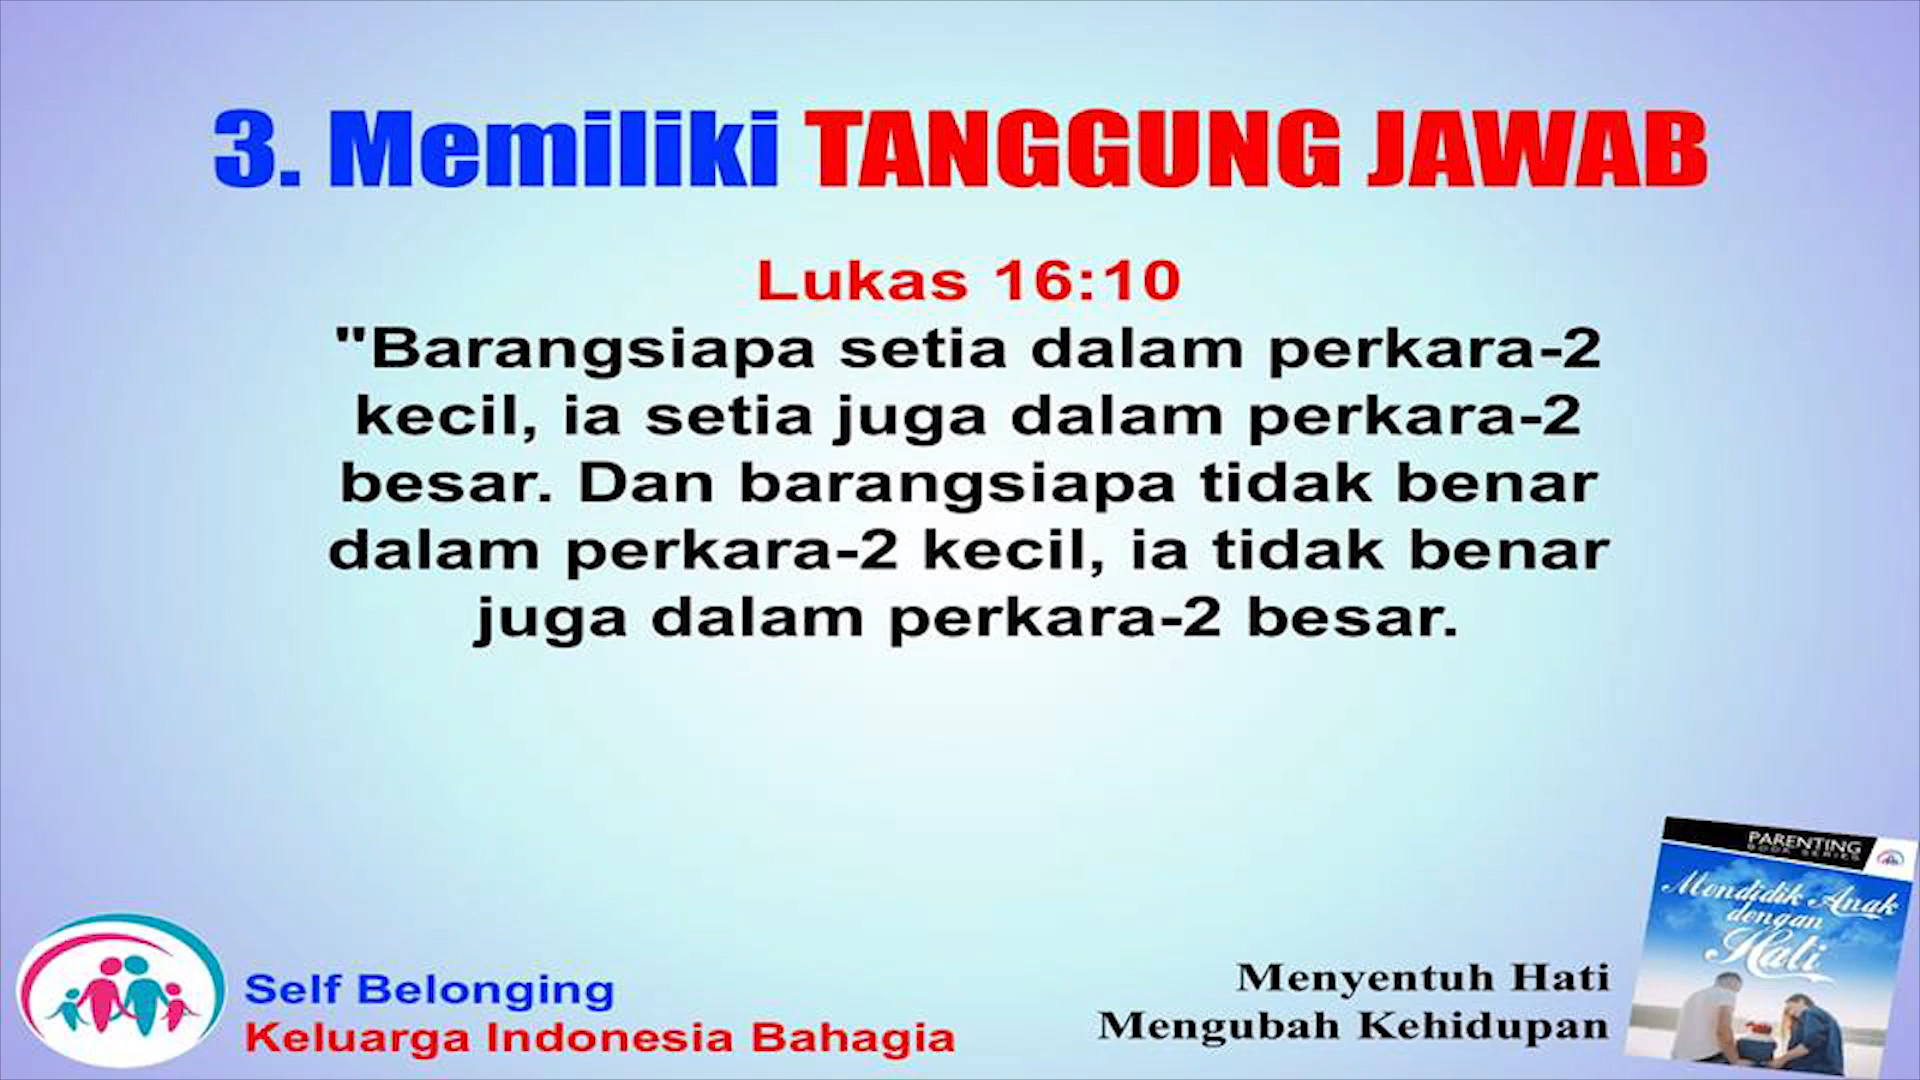 3. Memiliki TANGGUNG JAWAB
Lukas 16:10
"Barangsiapa setia dalam perkara-2
kecil, ia setia juga dalam perkara-2
besar. Dan barangsiapa tidak benar
dalam perkara-2 kecil, ia tidak benar
juga dalam perkara-2 besar.
Self Belonging
Keluarga Indonesia Bahagia
Menyentuh Hati
Mengubah Kehidupan
PARENTING
BOOK SERIES
Mendidik Anak
dengan
Hati